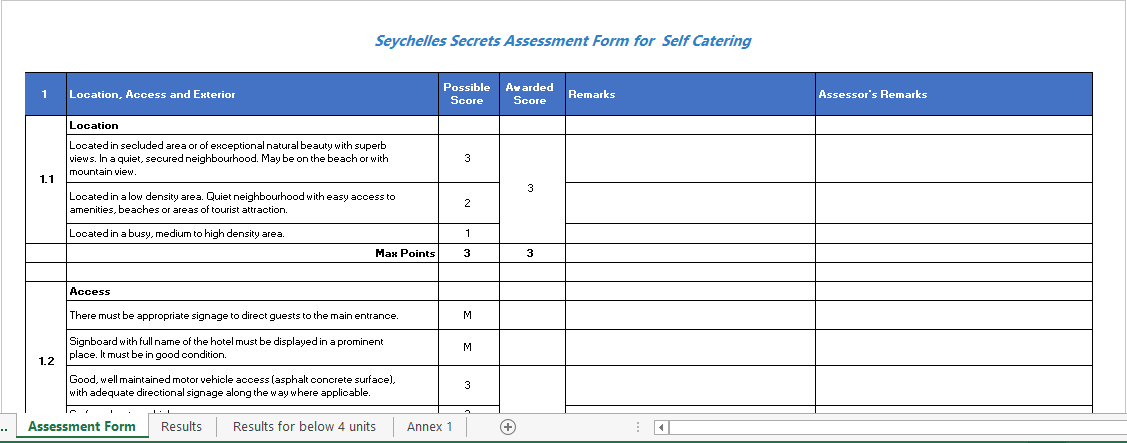 Seychelles Secrets Assessment Form for Self Catering
1 Location, Access and Exterior Possible Score Awarded Score Remarks Assessor's Remarks
Location
1.1
Located in secluded area or of exceptional natural beauty with superb
views. In a quiet, secured neighbourhood. May be on the beach or with
mountain view.
3
3
Located in a low density area. Quiet neighbourhood with easy access to
amenities, beaches or areas of tourist attraction.
2
Located in a busy, medium to high density area. 1
Max Points 3 3
Access
1.2
There must be appropriate signage to direct guests to the main entrance. M
Signboard with full name of the hotel must be displayed in a prominent
place. It must be in good condition.
M
Good, well maintained motor vehicle access (asphalt concrete surface),
with adequate directional signage along the way where applicable.
3
... Assessment Form Results Results for below 4 units Annex 1